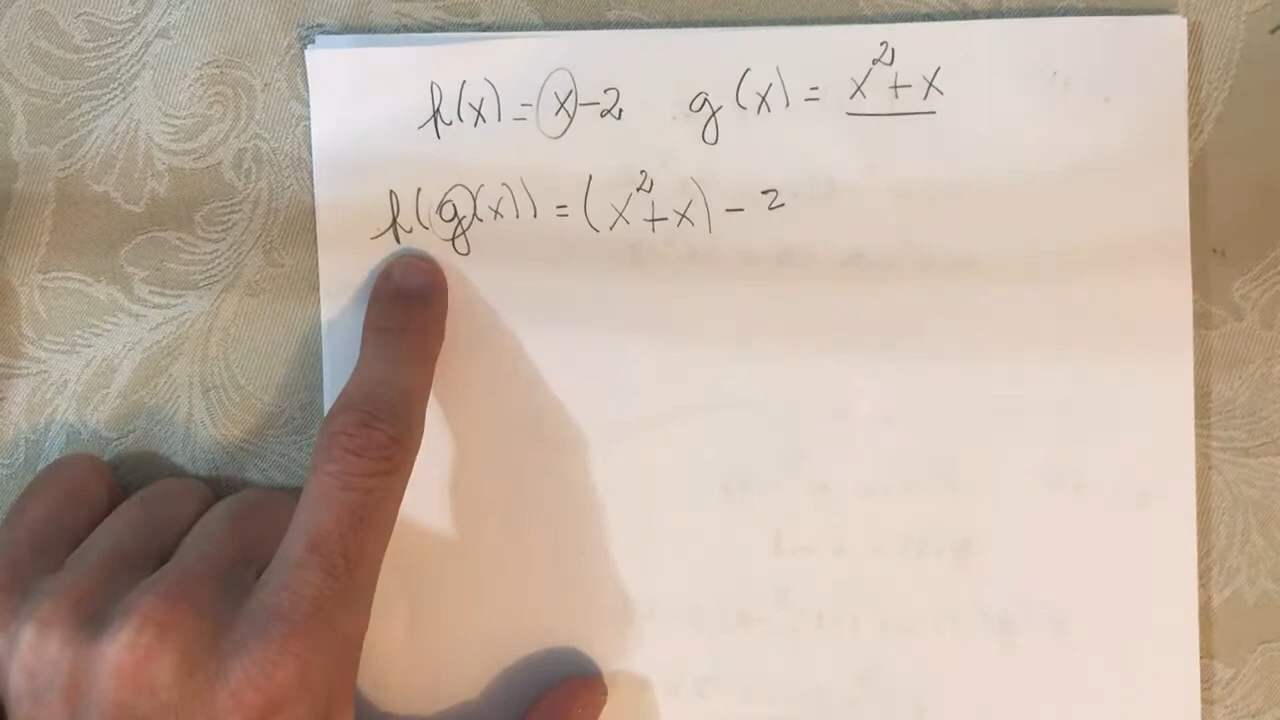 h(x) = x - 2 g(x) = x² + x
h(g(x)) = (x² + x) - 2